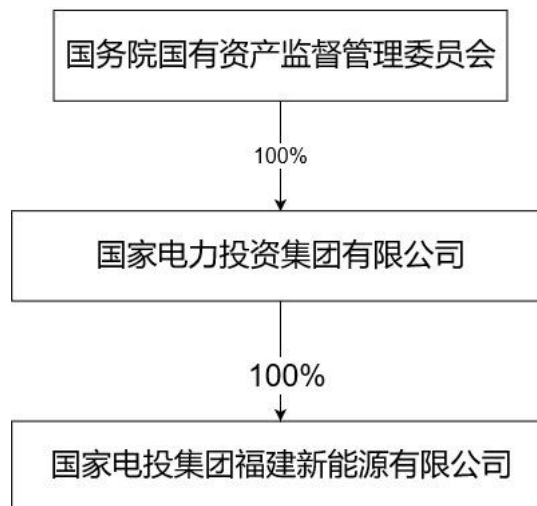 国务院国有资产监督管理委员会
100%
国家电力投资集团有限公司
100%
国家电投集团福建新能源有限公司